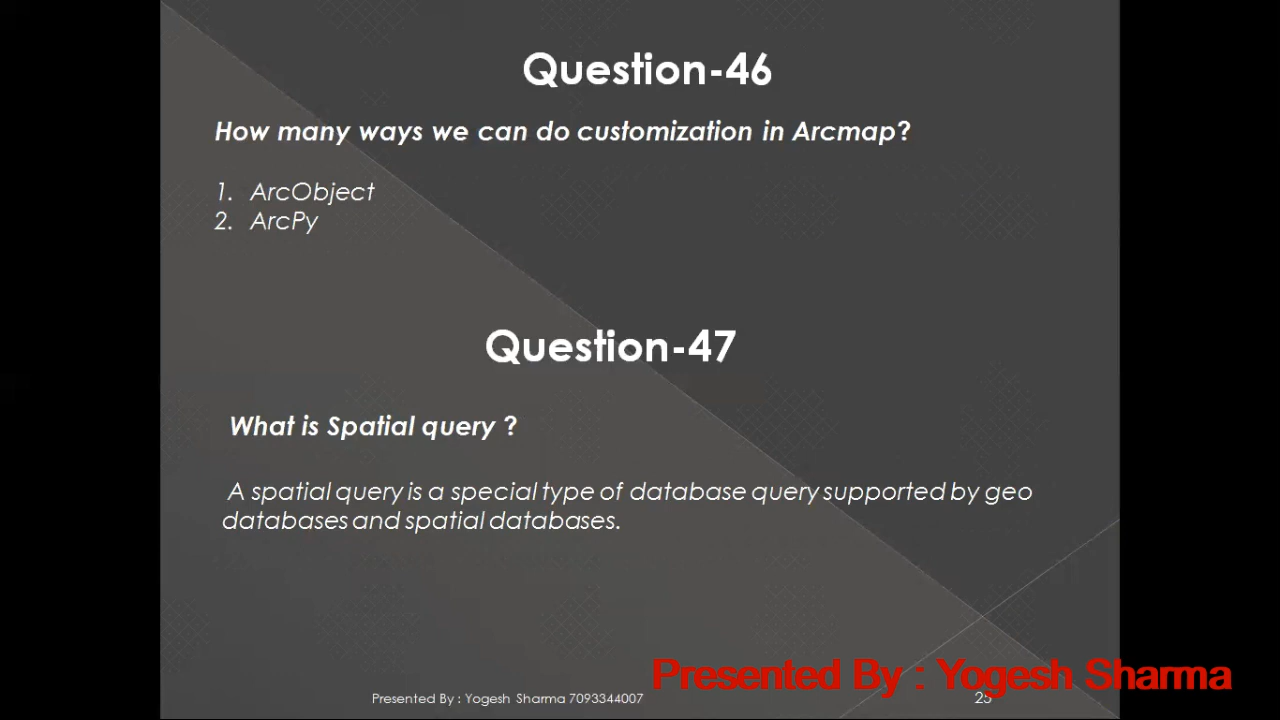 Question-46
How many ways we can do customization in Arcmap?
1. ArcObject
2. ArcPy
Question-47
What is Spatial query ?
A spatial query is a special type of database query supported by geo
databases and spatial databases.
Presented By : Yogesh Sharma
Presented By : Yogesh Sharma 7093344007